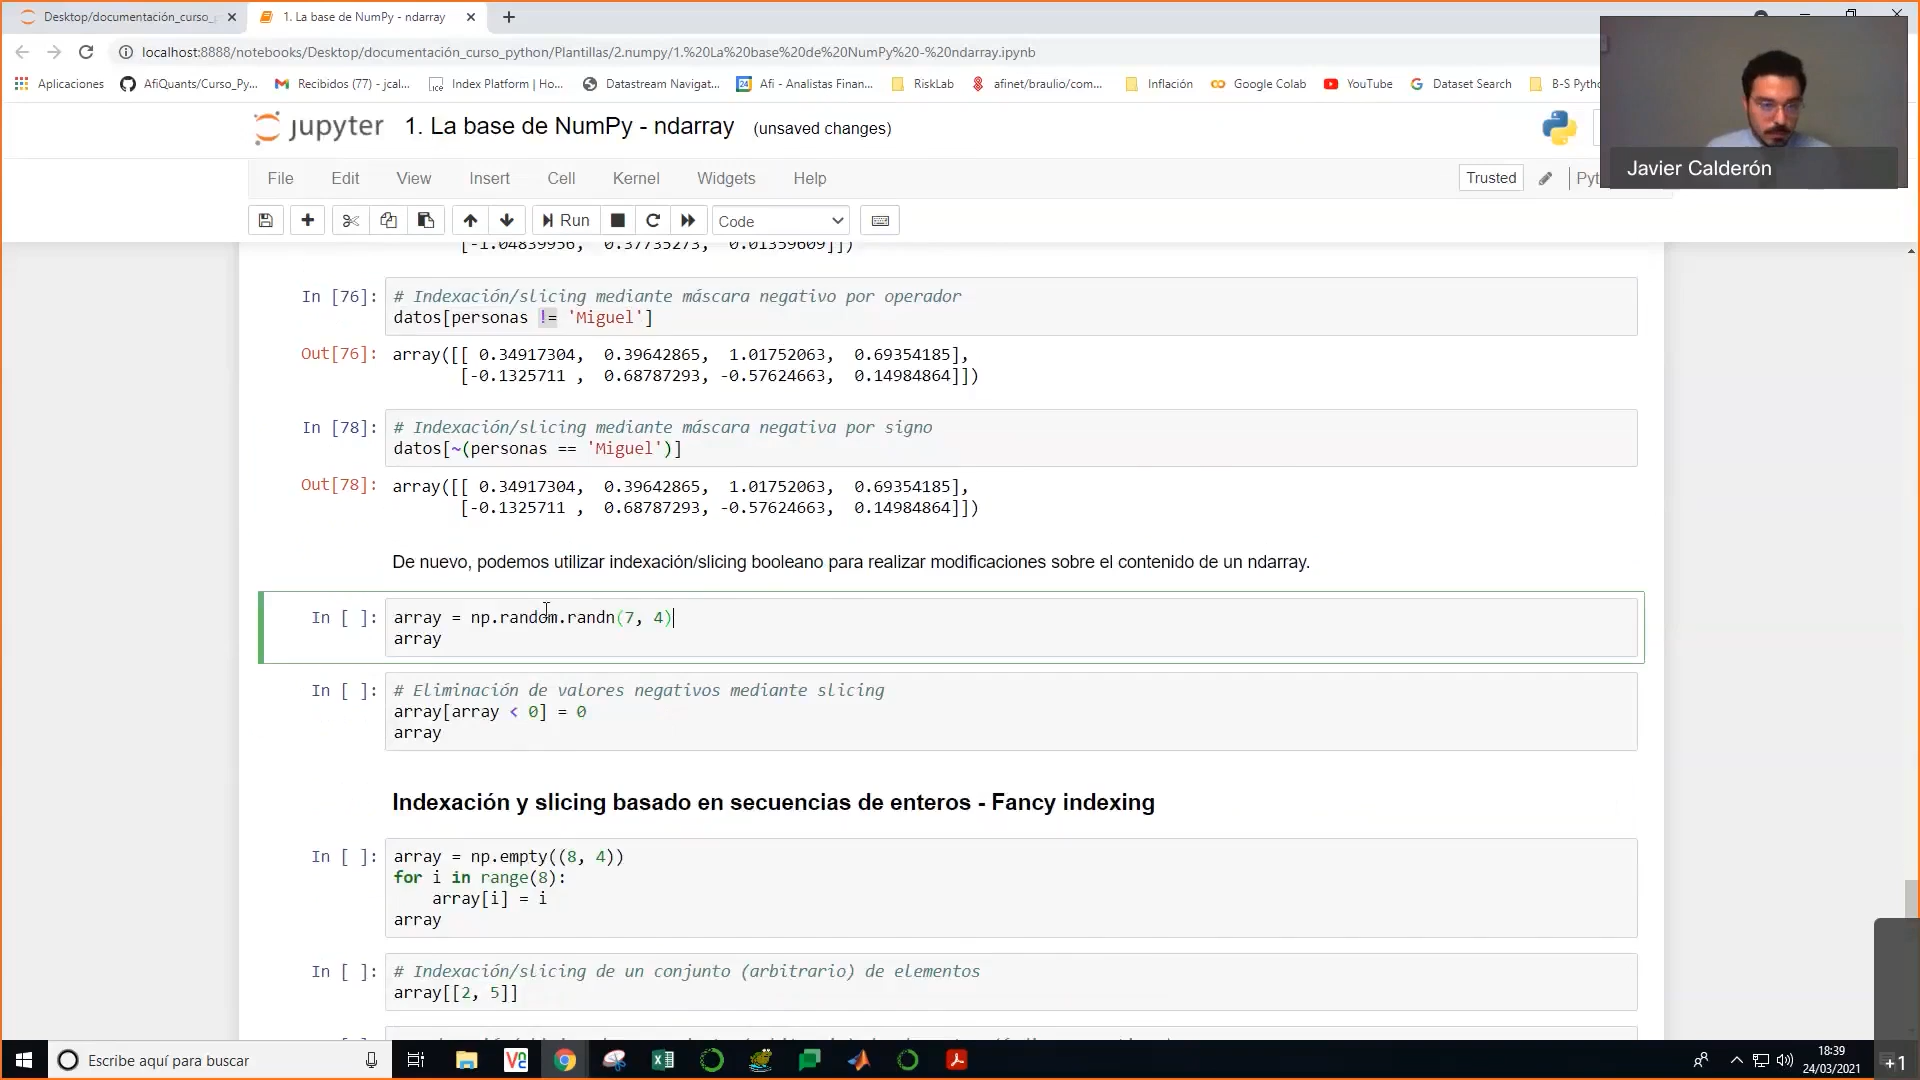 Desktop/documentación_curso_p
1. La base de NumPy - ndarray
localhost:8888/notebooks/Desktop/documentación_curso_python/Plantillas/2.numpy/1.%20La%20base%20de%20NumPy%20-%20ndarray.ipynb
Aplicaciones
AfiQuants/Curso_Py...
Recibidos (77) - jcal...
Index Platform | Ho...
Datastream Navigat...
Afi - Analistas Finan...
RiskLab
afinet/braulio/com...
Inflación
Google Colab
YouTube
Dataset Search
B-S Pytho
jupyter
1. La base de NumPy - ndarray (unsaved changes)
Javier Calderón
File Edit View Insert Cell Kernel Widgets Help
Trusted
Pyt
Run
Code
[-1.04839956, 0.37735273, 0.01359609]])
In [76]:
# Indexación/slicing mediante máscara negativo por operador
datos[personas != 'Miguel']
Out[76]:
array([[ 0.34917304, 0.39642865, 1.01752063, 0.69354185],
[-0.1325711 , 0.68787293, -0.57624663, 0.14984864]])
In [78]:
# Indexación/slicing mediante máscara negativa por signo
datos[~(personas == 'Miguel')]
Out[78]:
array([[ 0.34917304, 0.39642865, 1.01752063, 0.69354185],
[-0.1325711 , 0.68787293, -0.57624663, 0.14984864]])
De nuevo, podemos utilizar indexación/slicing booleano para realizar modificaciones sobre el contenido de un ndarray.
In [ ]:
array = np.random.randn(7, 4)
array
In [ ]:
# Eliminación de valores negativos mediante slicing
array[array < 0] = 0
array
Indexación y slicing basado en secuencias de enteros - Fancy indexing
In [ ]:
array = np.empty((8, 4))
for i in range(8):
array[i] = i
array
In [ ]:
# Indexación/slicing de un conjunto (arbitrario) de elementos
array[[2, 5]]
Escribe aquí para buscar
18:39
24/03/2021
+1